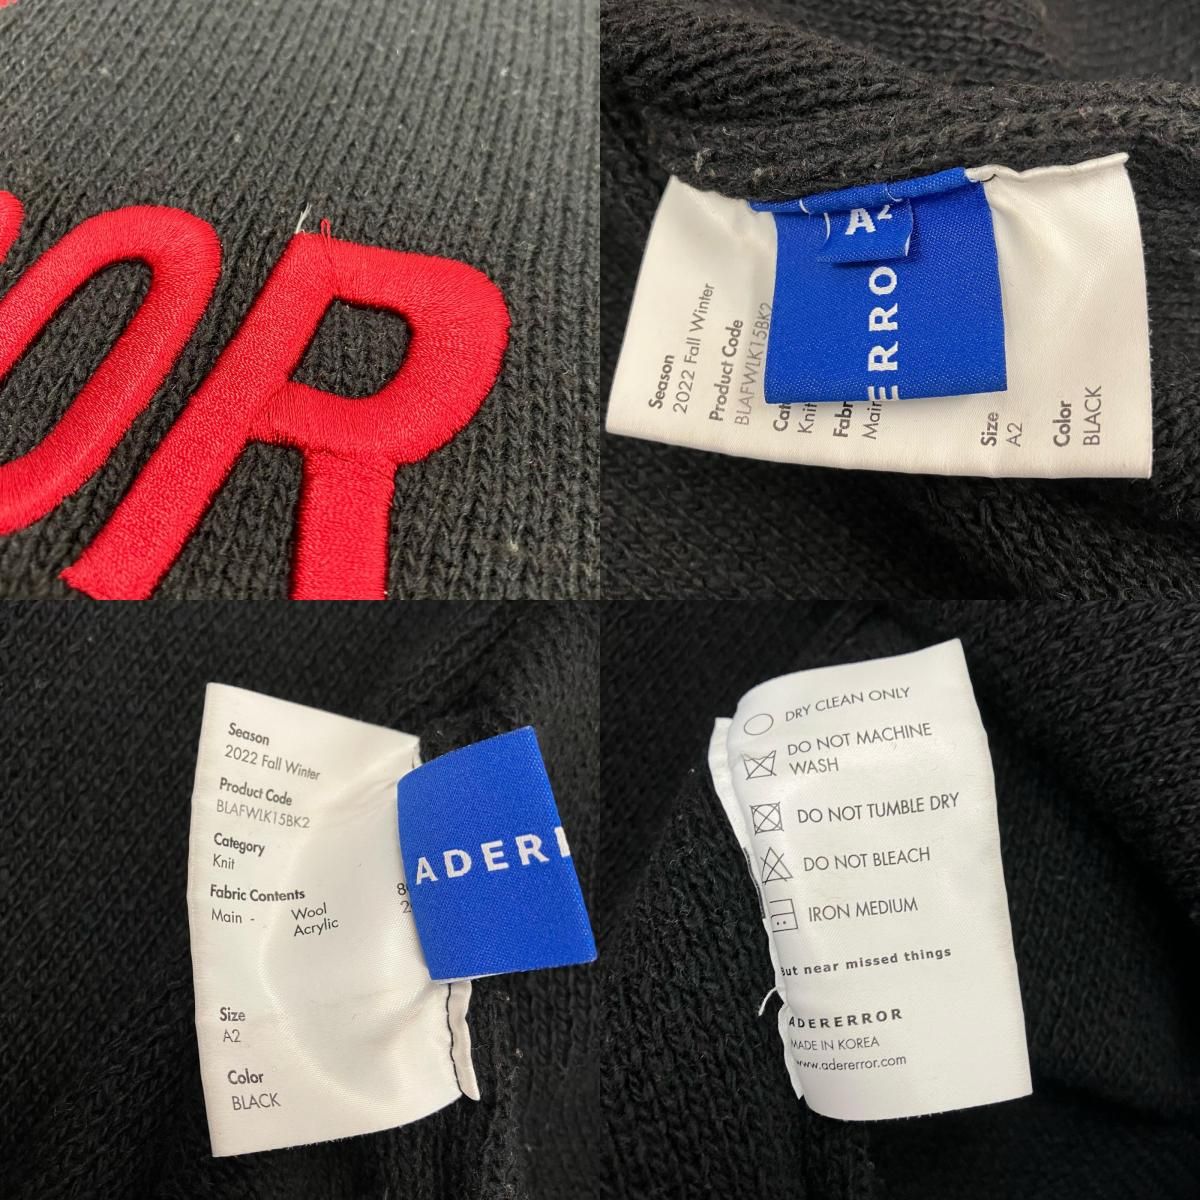 OR
A²
ERRO
Season
2022 Fall Winter
Product Code
BLAFWLK15BK2
Knit
Size
A2
Color
BLACK
Season
2022 Fall Winter
Product Code
BLAFWLK15BK2
Category
Knit
Fabric Contents
Main - Wool
Acrylic
Size
A2
Color
BLACK
ADER
DRY CLEAN ONLY
DO NOT MACHINE
WASH
DO NOT TUMBLE DRY
DO NOT BLEACH
IRON MEDIUM
But near missed things
ADERERROR
MADE IN KOREA
www.adererror.com